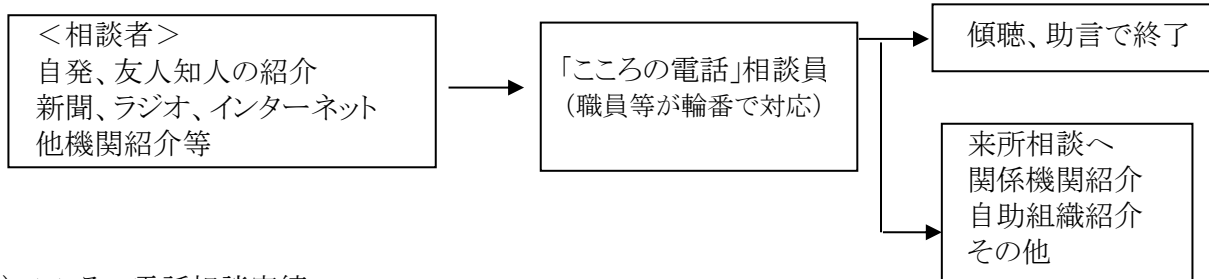 ＜相談者＞
自発、友人知人の紹介
新聞、ラジオ、インターネット
他機関紹介等
「こころの電話」相談員
（職員等が輪番で対応）
傾聴、助言で終了
来所相談へ
関係機関紹介
自助組織紹介
その他